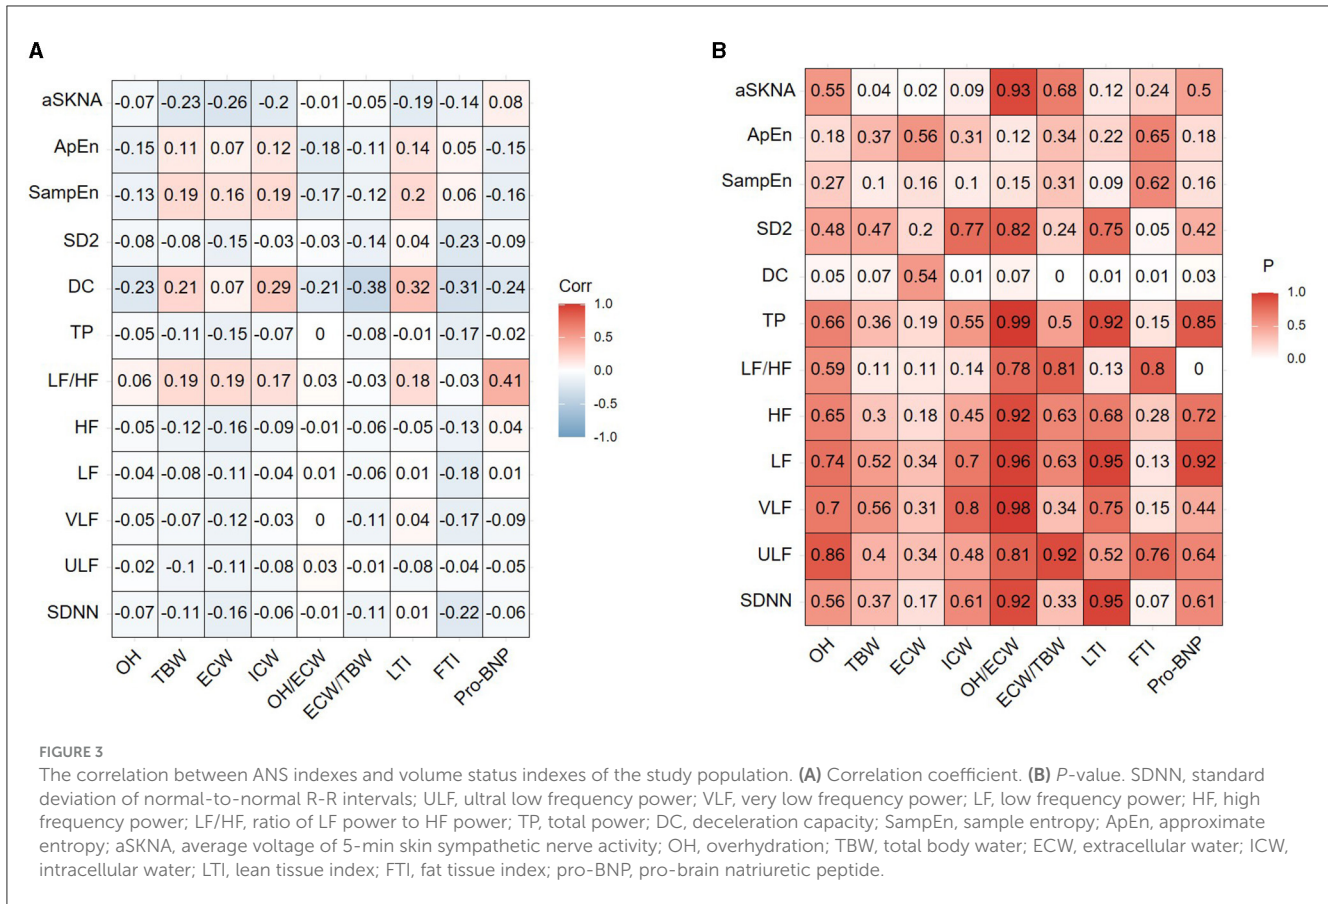 A
aSKNA -0.07 -0.23 -0.26 -0.2 -0.01 -0.05 -0.19 -0.14 0.08
ApEn -0.15 0.11 0.07 0.12 -0.18 -0.11 0.14 0.05 -0.15
SampEn -0.13 0.19 0.16 0.19 -0.17 -0.12 0.2 0.06 -0.16
SD2 -0.08 -0.08 -0.15 -0.03 -0.03 -0.14 0.04 -0.23 -0.09
DC -0.23 0.21 0.07 0.29 -0.21 -0.38 0.32 -0.31 -0.24
TP -0.05 -0.11 -0.15 -0.07 0 -0.08 -0.01 -0.17 -0.02
LF/HF 0.06 0.19 0.19 0.17 0.03 -0.03 0.18 -0.03 0.41
HF -0.05 -0.12 -0.16 -0.09 -0.01 -0.06 -0.05 -0.13 0.04
LF -0.04 -0.08 -0.11 -0.04 0.01 -0.06 0.01 -0.18 0.01
VLF -0.05 -0.07 -0.12 -0.03 0 -0.11 0.04 -0.17 -0.09
ULF -0.02 -0.1 -0.11 -0.08 0.03 -0.01 -0.08 -0.04 -0.05
SDNN -0.07 -0.11 -0.16 -0.06 -0.01 -0.11 0.01 -0.22 -0.06
OH TBW ECW ICW OH/ECW ECW/TBW LTI FTI Pro-BNP
Corr
1.0
0.5
0.0
-0.5
-1.0
B
aSKNA 0.55 0.04 0.02 0.09 0.93 0.68 0.12 0.24 0.5
ApEn 0.18 0.37 0.56 0.31 0.12 0.34 0.22 0.65 0.18
SampEn 0.27 0.1 0.16 0.1 0.15 0.31 0.09 0.62 0.16
SD2 0.48 0.47 0.2 0.77 0.82 0.24 0.75 0.05 0.42
DC 0.05 0.07 0.54 0.01 0.07 0 0.01 0.01 0.03
TP 0.66 0.36 0.19 0.55 0.99 0.5 0.92 0.15 0.85
LF/HF 0.59 0.11 0.11 0.14 0.78 0.81 0.13 0.8 0
HF 0.65 0.3 0.18 0.45 0.92 0.63 0.68 0.28 0.72
LF 0.74 0.52 0.34 0.7 0.96 0.63 0.95 0.13 0.92
VLF 0.7 0.56 0.31 0.8 0.98 0.34 0.75 0.15 0.44
ULF 0.86 0.4 0.34 0.48 0.81 0.92 0.52 0.76 0.64
SDNN 0.56 0.37 0.17 0.61 0.92 0.33 0.95 0.07 0.61
OH TBW ECW ICW OH/ECW ECW/TBW LTI FTI Pro-BNP
P
1.0
0.5
0.0
FIGURE 3
The correlation between ANS indexes and volume status indexes of the study population. (A) Correlation coefficient. (B) P-value. SDNN, standard
deviation of normal-to-normal R-R intervals; ULF, ultral low frequency power; VLF, very low frequency power; LF, low frequency power; HF, high
frequency power; LF/HF, ratio of LF power to HF power; TP, total power; DC, deceleration capacity; SampEn, sample entropy; ApEn, approximate
entropy; aSKNA, average voltage of 5-min skin sympathetic nerve activity; OH, overhydration; TBW, total body water; ECW, extracellular water; ICW,
intracellular water; LTI, lean tissue index; FTI, fat tissue index; pro-BNP, pro-brain natriuretic peptide.